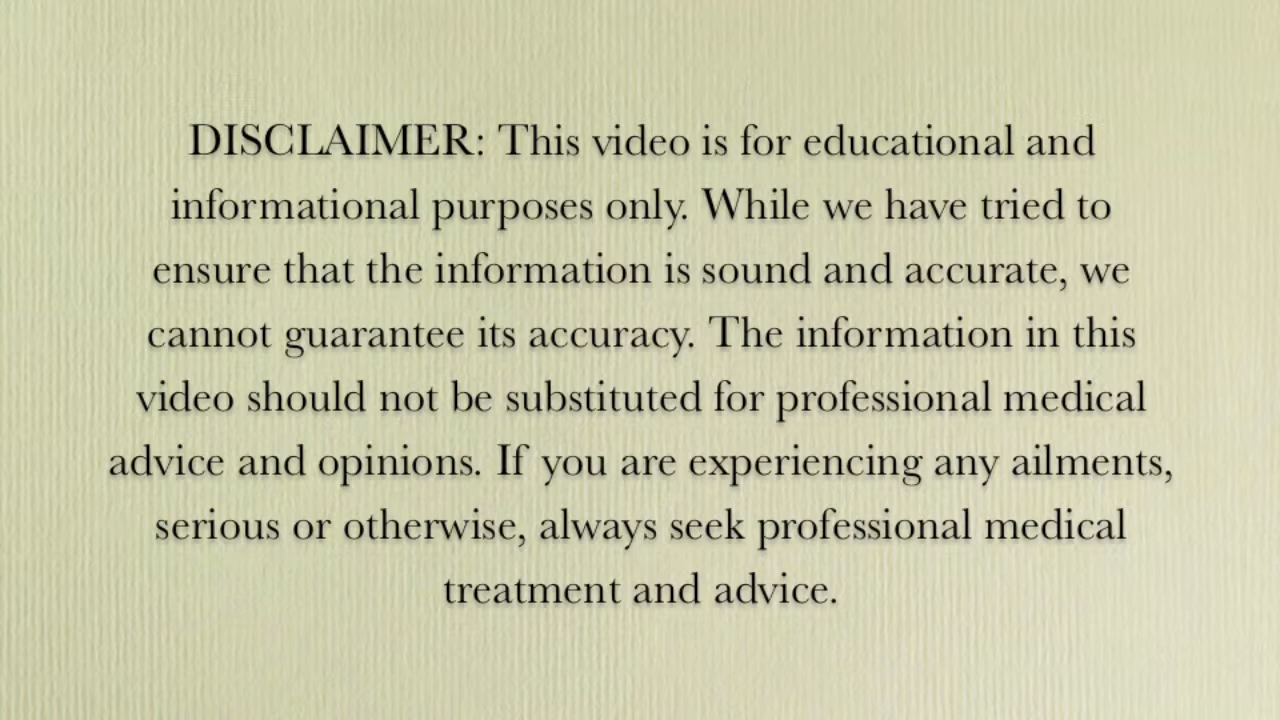 DISCLAIMER: This video is for educational and
informational purposes only. While we have tried to
ensure that the information is sound and accurate, we
cannot guarantee its accuracy. The information in this
video should not be substituted for professional medical
advice and opinions. If you are experiencing any ailments,
serious or otherwise, always seek professional medical
treatment and advice.